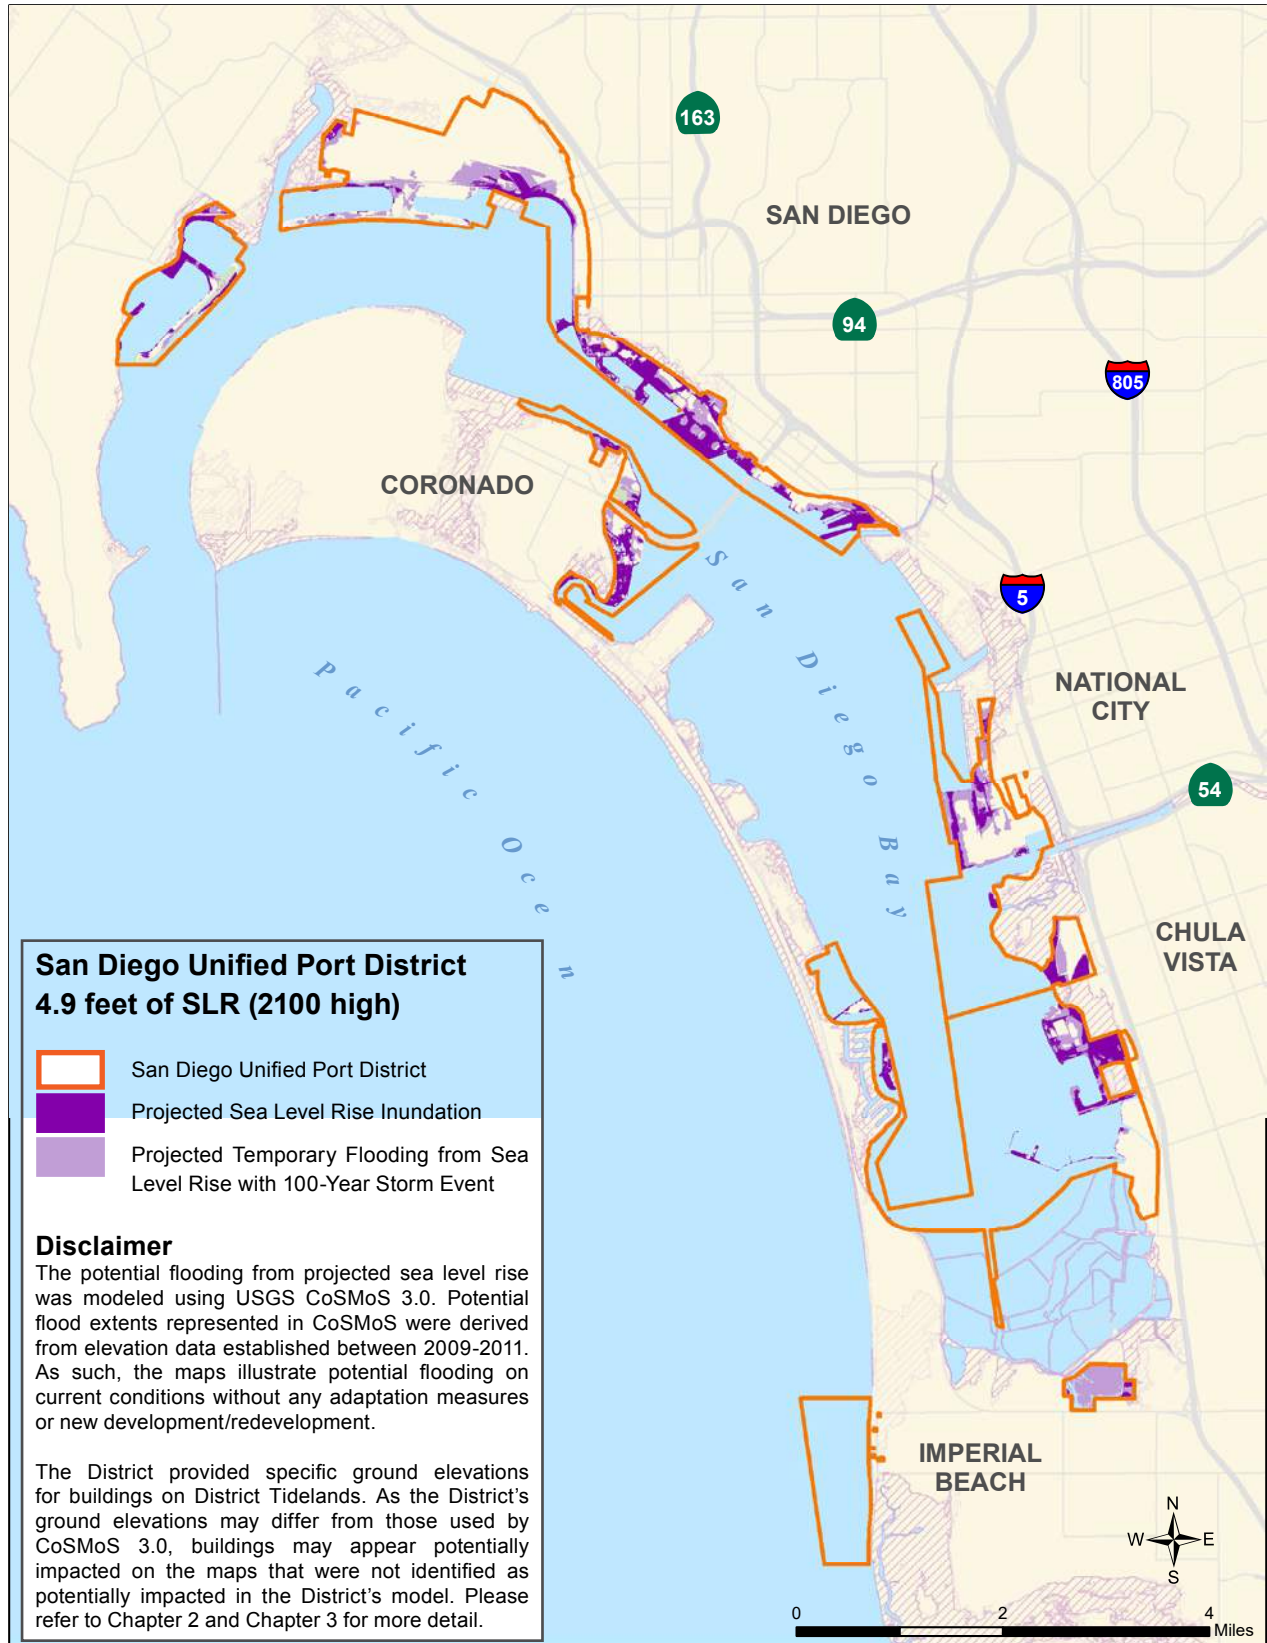 163
SAN DIEGO
94
805
CORONADO
San Diego Bay
5
Pacific Ocen
NATIONAL
CITY
54
CHULA
VISTA
San Diego Unified Port District
4.9 feet of SLR (2100 high)
San Diego Unified Port District
Projected Sea Level Rise Inundation
Projected Temporary Flooding from Sea
Level Rise with 100-Year Storm Event
Disclaimer
The potential flooding from projected sea level rise
was modeled using USGS CoSMoS 3.0. Potential
flood extents represented in CoSMoS were derived
from elevation data established between 2009-2011.
As such, the maps illustrate potential flooding on
current conditions without any adaptation measures
or new development/redevelopment.
The District provided specific ground elevations
for buildings on District Tidelands. As the District's
ground elevations may differ from those used by
CoSMoS 3.0, buildings may appear potentially
impacted on the maps that were not identified as
potentially impacted in the District's model. Please
refer to Chapter 2 and Chapter 3 for more detail.
IMPERIAL
BEACH
N
W E
S
0 2 4
Miles